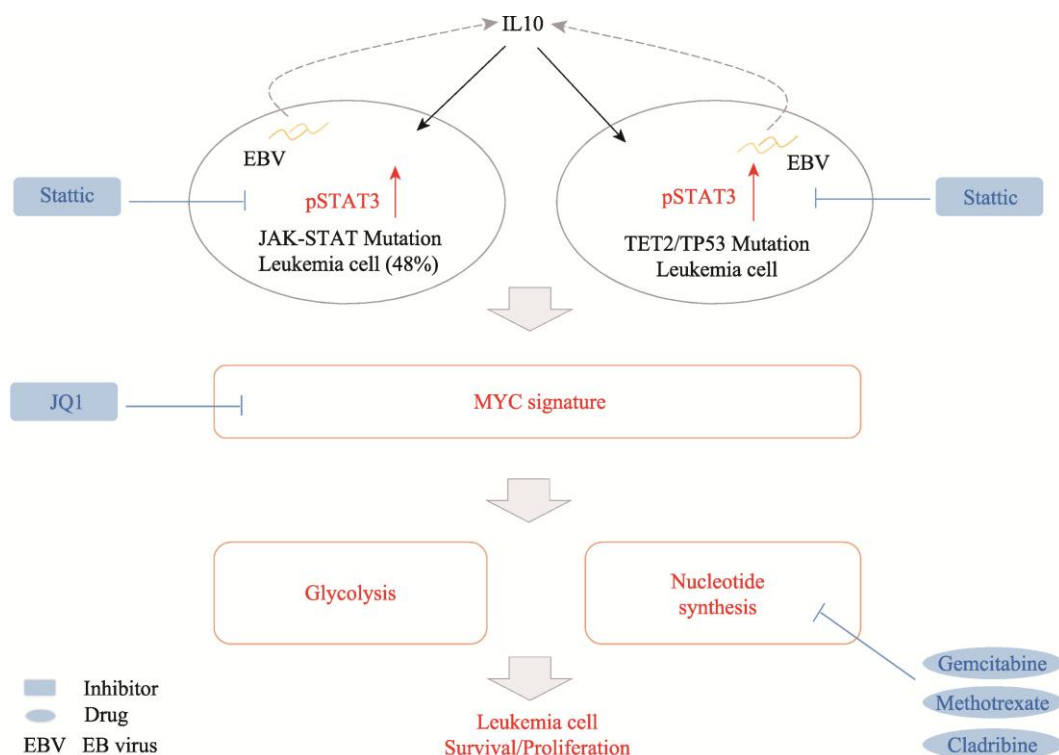 IL10
EBV
EBV
Stattic
pSTAT3
pSTAT3
Stattic
JAK-STAT Mutation
Leukemia cell (48%)
TET2/TP53 Mutation
Leukemia cell
JQ1
MYC signature
Glycolysis
Nucleotide
synthesis
Gemcitabine
Methotrexate
Cladribine
Inhibitor
Drug
EBV EB virus
Leukemia cell
Survival/Proliferation